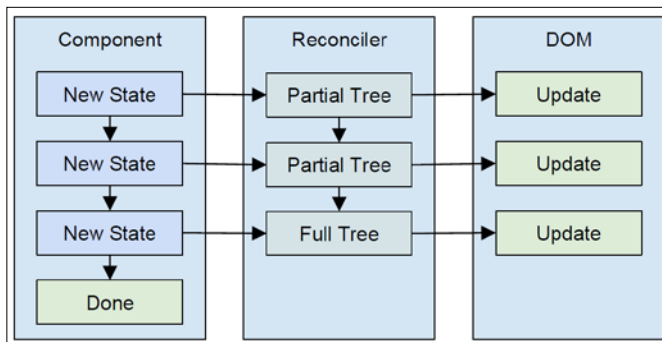 Component
Reconciler
DOM
New State
Partial Tree
Update
New State
Partial Tree
Update
New State
Full Tree
Update
Done